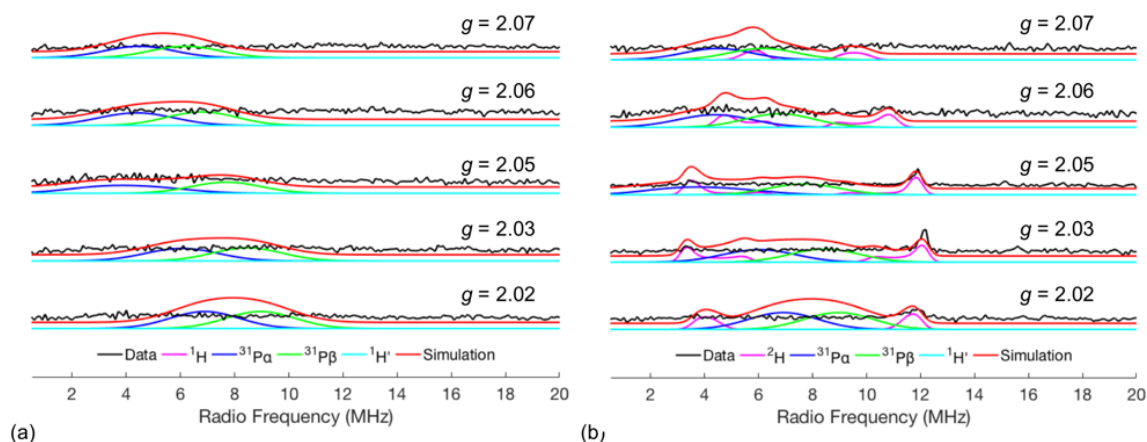 g = 2.07
g = 2.06
g = 2.05
g = 2.03
g = 2.02
Data ¹H ³¹Pα ³¹Pβ ¹H' Simulation
2 4 6 8 10 12 14 16 18 20
Radio Frequency (MHz)
(a)
g = 2.07
g = 2.06
g = 2.05
g = 2.03
g = 2.02
Data ²H ³¹Pα ³¹Pβ ¹H' Simulation
2 4 6 8 10 12 14 16 18 20
Radio Frequency (MHz)
(b)